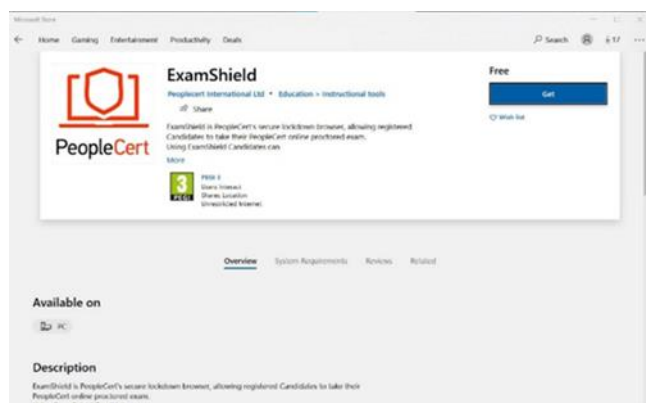 Microsoft Store
Home Gaming Entertainment Productivity Deals
Search
ExamShield
Peoplecert International Ltd • Education > Instructional tools
Share
ExamShield is PeopleCert's secure lockdown browser, allowing registered
Candidates to take their PeopleCert online proctored exam.
Using ExamShield Candidates can
More
PeopleCert
3
PEGI
PEGI 3
Users Interact
Shares Location
Unrestricted Internet
Free
Get
Wish list
Overview System Requirements Reviews Related
Available on
PC
Description
ExamShield is PeopleCert's secure lockdown browser, allowing registered Candidates to take their
PeopleCert online proctored exam.